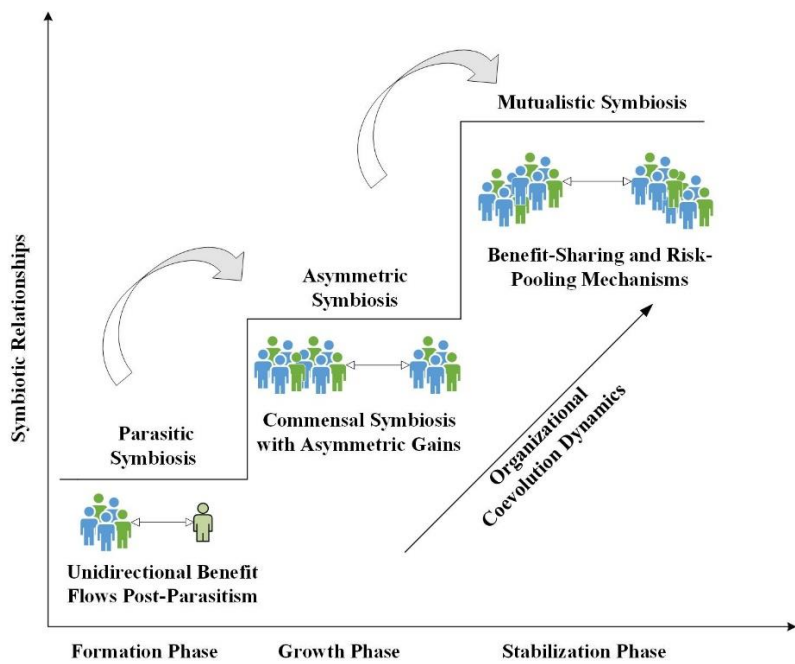 Symbiotic Relationships
Mutualistic Symbiosis
Benefit-Sharing and Risk-
Pooling Mechanisms
Asymmetric
Symbiosis
Commensal Symbiosis
with Asymmetric Gains
Parasitic
Symbiosis
Unidirectional Benefit
Flows Post-Parasitism
Organizational
Coevolution Dynamics
Formation Phase
Growth Phase
Stabilization Phase